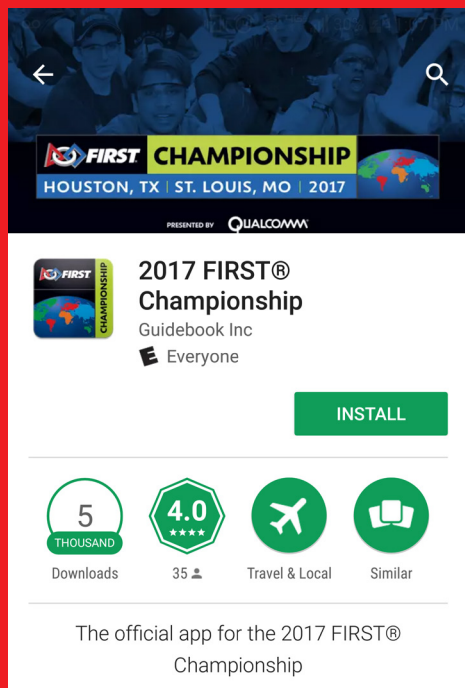 FIRST CHAMPIONSHIP
HOUSTON, TX | ST. LOUIS, MO | 2017
PRESENTED BY QUALCOMM
FIRST
CHAMPIONSHIP
2017 FIRST®
Championship
Guidebook Inc
E Everyone
INSTALL
5
THOUSAND
4.0
Downloads
35
Travel & Local
Similar
The official app for the 2017 FIRST®
Championship